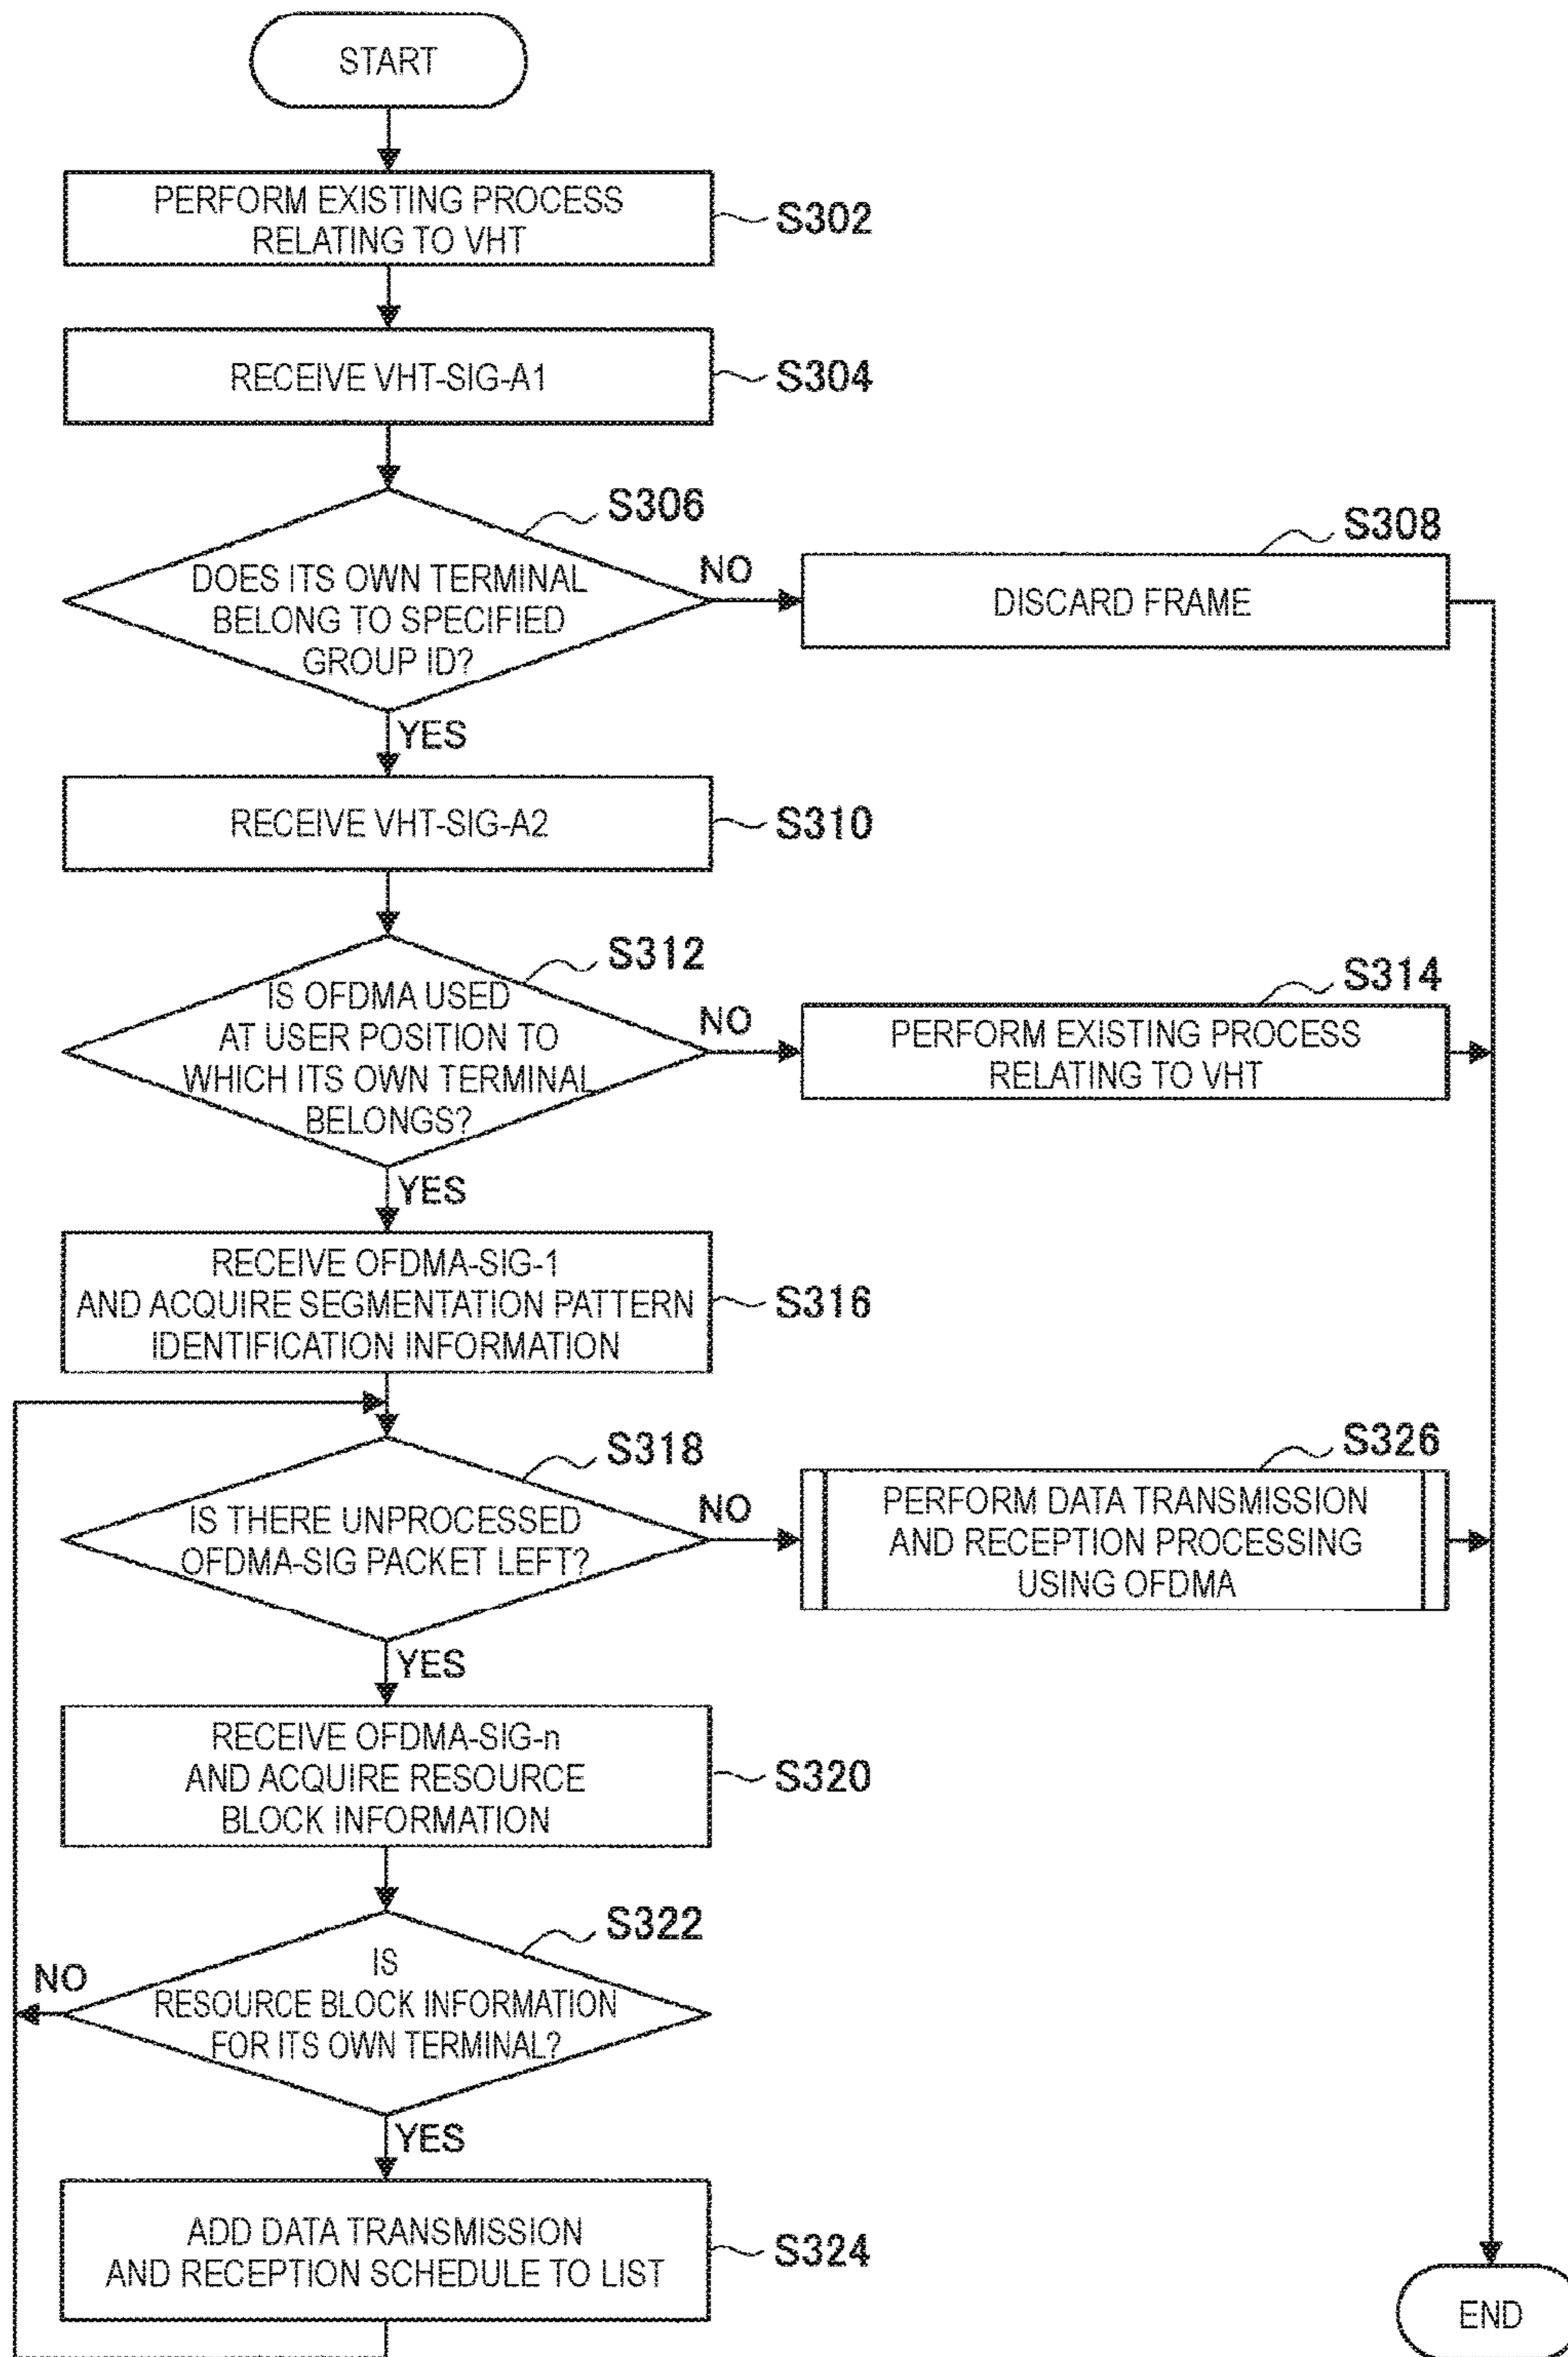 START
PERFORM EXISTING PROCESS
RELATING TO VHT
S302
RECEIVE VHT-SIG-A1
S304
S306
DOES ITS OWN TERMINAL
BELONG TO SPECIFIED
GROUP ID?
NO
S308
DISCARD FRAME
YES
RECEIVE VHT-SIG-A2
S310
S312
IS OFDMA USED
AT USER POSITION TO
WHICH ITS OWN TERMINAL
BELONGS?
NO
S314
PERFORM EXISTING PROCESS
RELATING TO VHT
YES
RECEIVE OFDMA-SIG-1
AND ACQUIRE SEGMENTATION PATTERN
IDENTIFICATION INFORMATION
S316
S318
IS THERE UNPROCESSED
OFDMA-SIG PACKET LEFT?
NO
S326
PERFORM DATA TRANSMISSION
AND RECEPTION PROCESSING
USING OFDMA
YES
RECEIVE OFDMA-SIG-n
AND ACQUIRE RESOURCE
BLOCK INFORMATION
S320
S322
IS
RESOURCE BLOCK INFORMATION
FOR ITS OWN TERMINAL?
NO
YES
ADD DATA TRANSMISSION
AND RECEPTION SCHEDULE TO LIST
S324
END